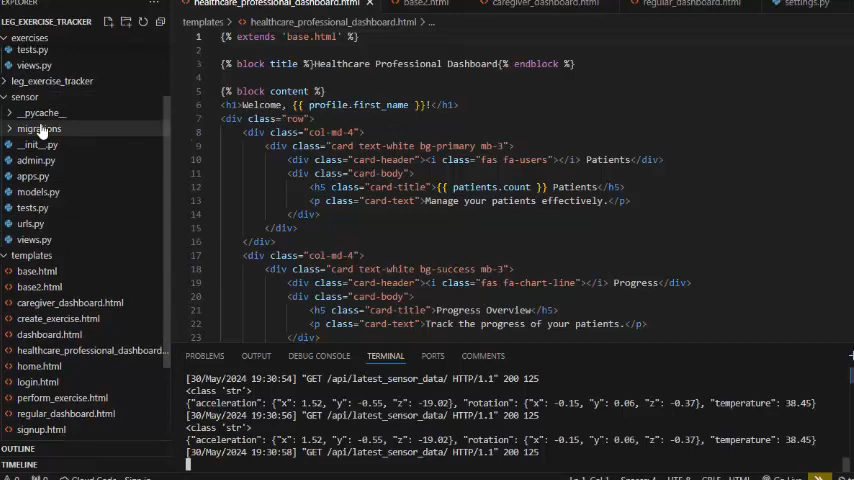 EXPLORER
healthcare_professional_dashboard.html
base2.html
caregiver_dashboard.html
regular_dashboard.html
settings.py
LEG_EXERCISE_TRACKER
templates > healthcare_professional_dashboard.html > ...
exercises
tests.py
views.py
leg_exercise_tracker
sensor
__pycache__
migrations
__init__.py
admin.py
apps.py
models.py
tests.py
urls.py
views.py
templates
base.html
base2.html
caregiver_dashboard.html
create_exercise.html
dashboard.html
healthcare_professional_dashboard...
home.html
login.html
perform_exercise.html
regular_dashboard.html
signup.html
OUTLINE
TIMELINE
1 {% extends 'base.html' %}
2
3 {% block title %}Healthcare Professional Dashboard{% endblock %}
4
5 {% block content %}
6 <h1>Welcome, {{ profile.first_name }}!</h1>
7 <div class="row">
8 <div class="col-md-4">
9 <div class="card text-white bg-primary mb-3">
10 <div class="card-header"><i class="fas fa-users"></i> Patients</div>
11 <div class="card-body">
12 <h5 class="card-title">{{ patients.count }} Patients</h5>
13 <p class="card-text">Manage your patients effectively.</p>
14 </div>
15 </div>
16 </div>
17 <div class="col-md-4">
18 <div class="card text-white bg-success mb-3">
19 <div class="card-header"><i class="fas fa-chart-line"></i> Progress</div>
20 <div class="card-body">
21 <h5 class="card-title">Progress Overview</h5>
22 <p class="card-text">Track the progress of your patients.</p>
23 </div>
PROBLEMS OUTPUT DEBUG CONSOLE TERMINAL PORTS COMMENTS
[30/May/2024 19:30:54] "GET /api/latest_sensor_data/ HTTP/1.1" 200 125
<class 'str'>
{"acceleration": {"x": 1.52, "y": -0.55, "z": -19.02}, "rotation": {"x": -0.15, "y": 0.06, "z": -0.37}, "temperature": 38.45}
[30/May/2024 19:30:56] "GET /api/latest_sensor_data/ HTTP/1.1" 200 125
<class 'str'>
{"acceleration": {"x": 1.52, "y": -0.55, "z": -19.02}, "rotation": {"x": -0.15, "y": 0.06, "z": -0.37}, "temperature": 38.45}
[30/May/2024 19:30:58] "GET /api/latest_sensor_data/ HTTP/1.1" 200 125